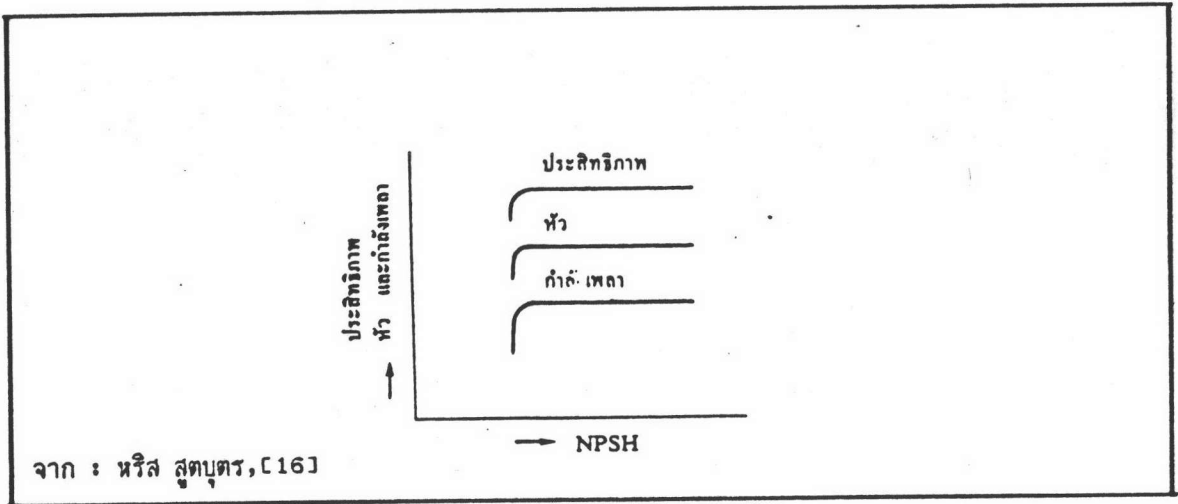 ประสิทธิภาพ
หัว
กำลังเพลา
ประสิทธิภาพ
หัว และกำลังเพลา
NPSH
จาก : หริส สูตบุตร,[16]